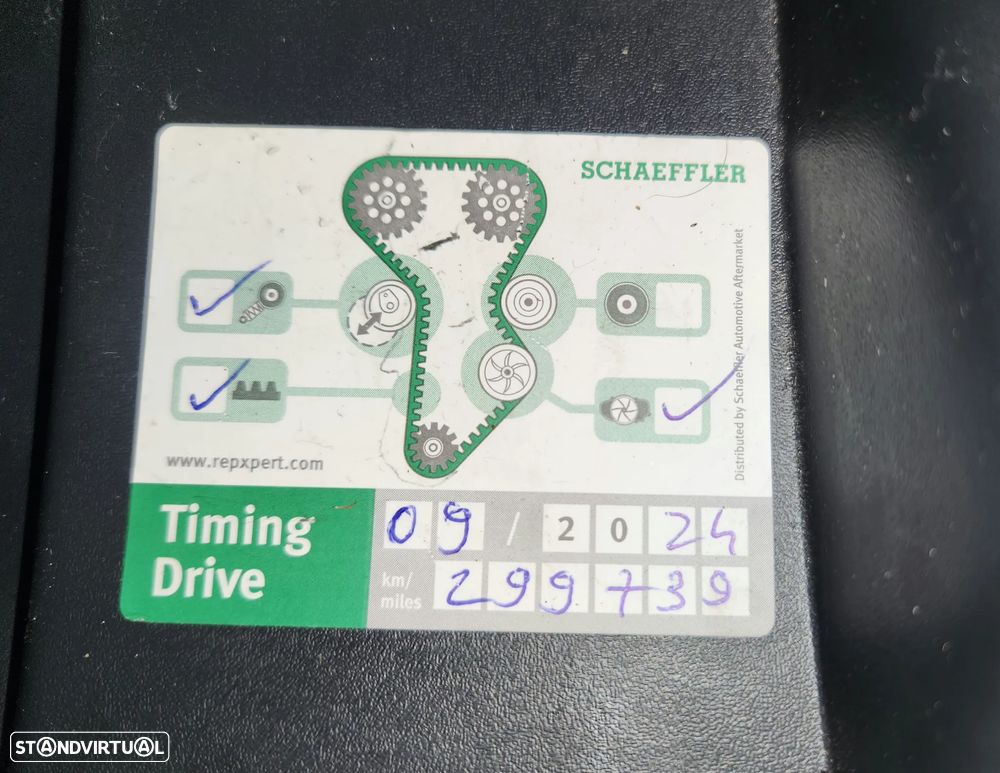 SCHAEFFLER
Distributed by Schaeffler Automotive Aftermarket
www.repxpert.com
Timing
Drive
09 / 2024
km/
miles
299739
STANDVIRTUAL